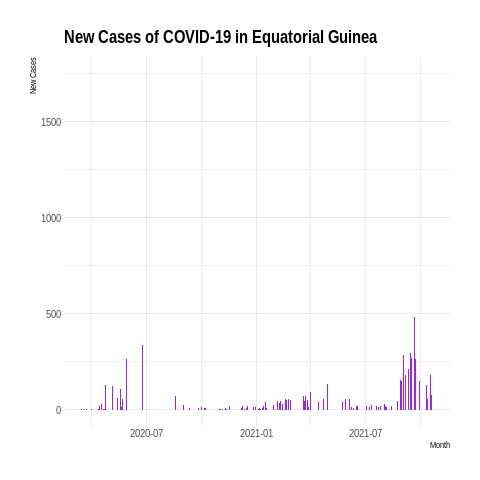 New Cases of COVID-19 in Equatorial Guinea
New Cases
1500
1000
500
0
2020-07
2021-01
2021-07
Month